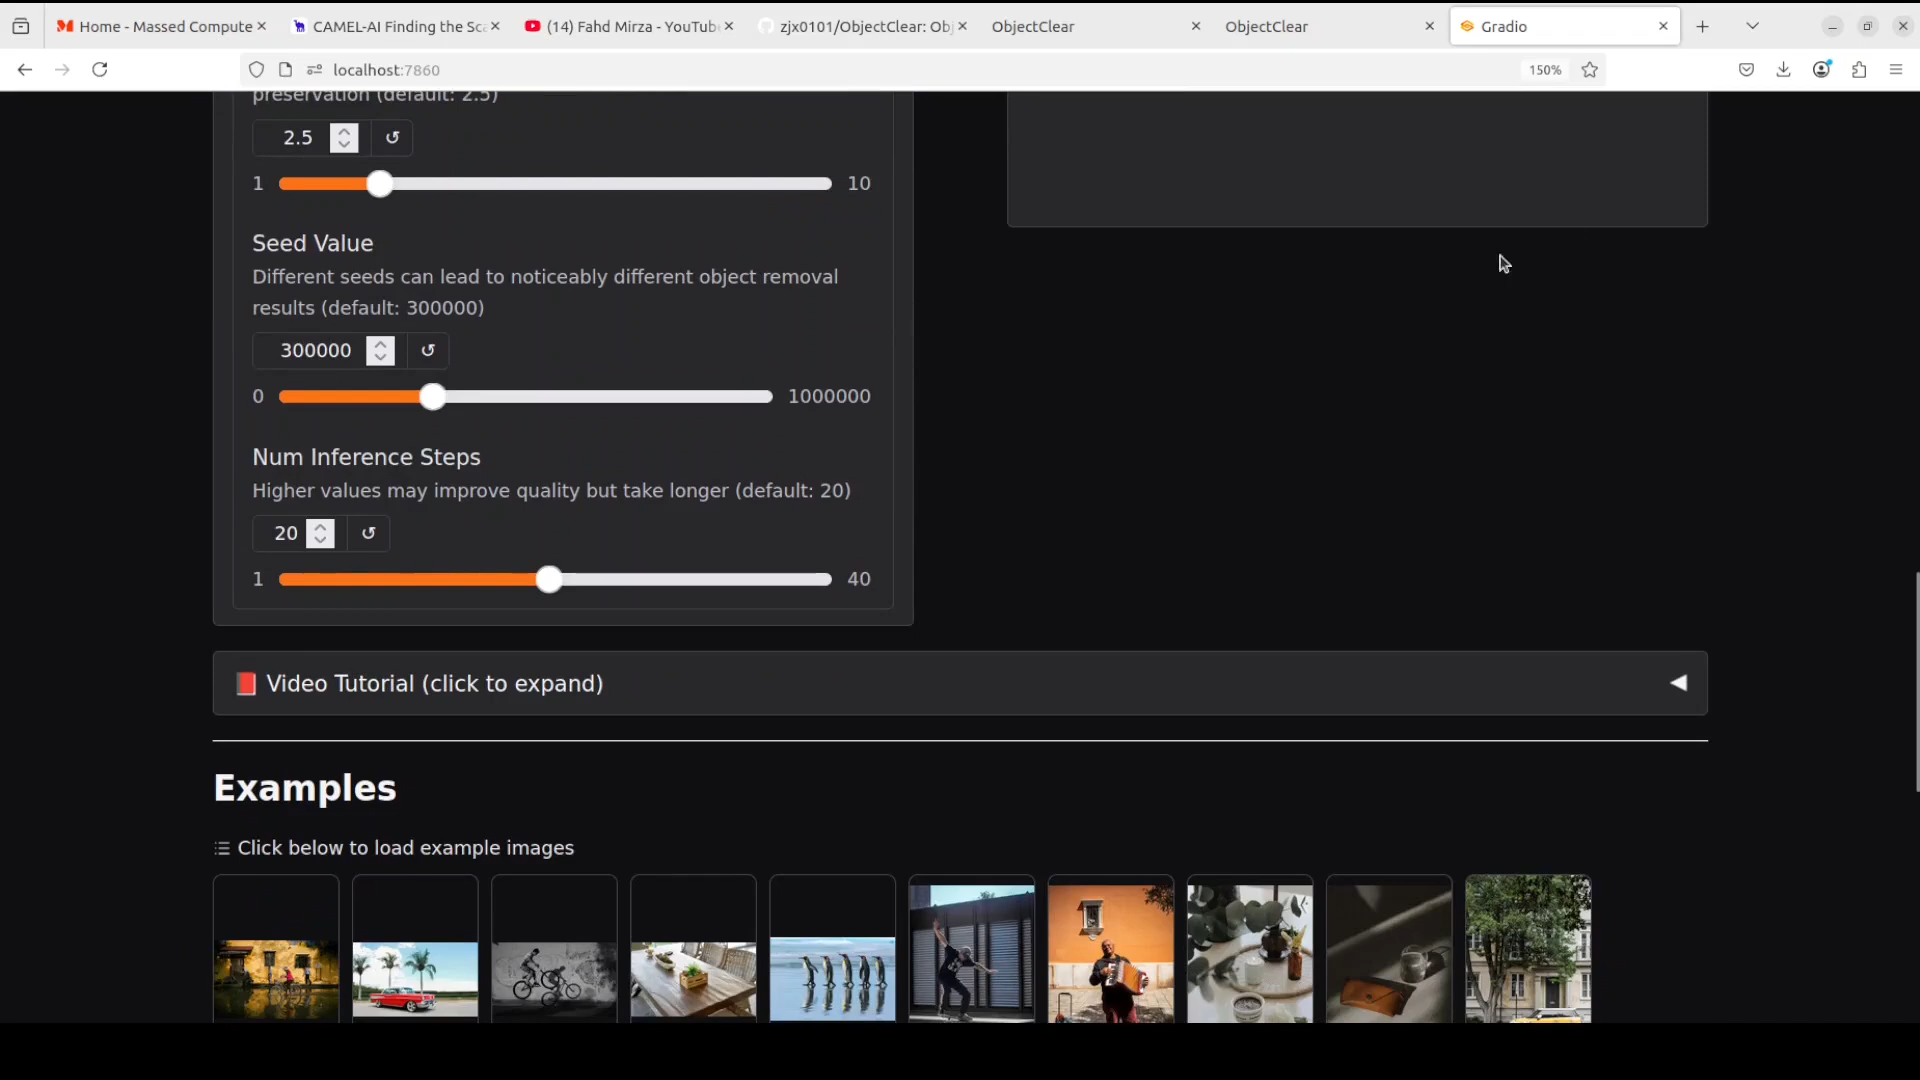 Home - Massed Compute
CAMEL-AI Finding the Sca
(14) Fahd Mirza - YouTube
zjx0101/ObjectClear: Obj
ObjectClear
ObjectClear
Gradio
localhost:7860
150%
preservation (default: 2.5)
2.5
1
10
Seed Value
Different seeds can lead to noticeably different object removal
results (default: 300000)
300000
0
1000000
Num Inference Steps
Higher values may improve quality but take longer (default: 20)
20
1
40
Video Tutorial (click to expand)
Examples
Click below to load example images